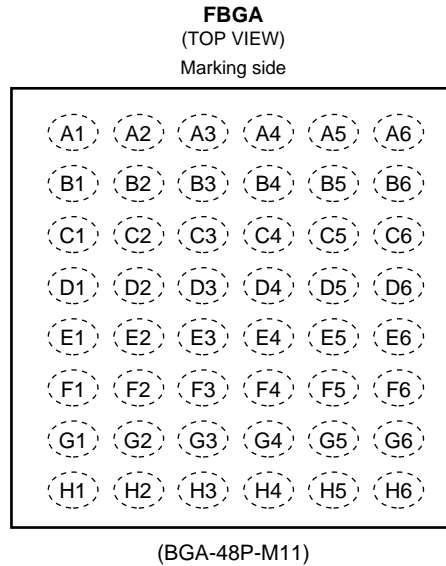 FBGA
(TOP VIEW)
Marking side
A1 A2 A3 A4 A5 A6
B1 B2 B3 B4 B5 B6
C1 C2 C3 C4 C5 C6
D1 D2 D3 D4 D5 D6
E1 E2 E3 E4 E5 E6
F1 F2 F3 F4 F5 F6
G1 G2 G3 G4 G5 G6
H1 H2 H3 H4 H5 H6
(BGA-48P-M11)